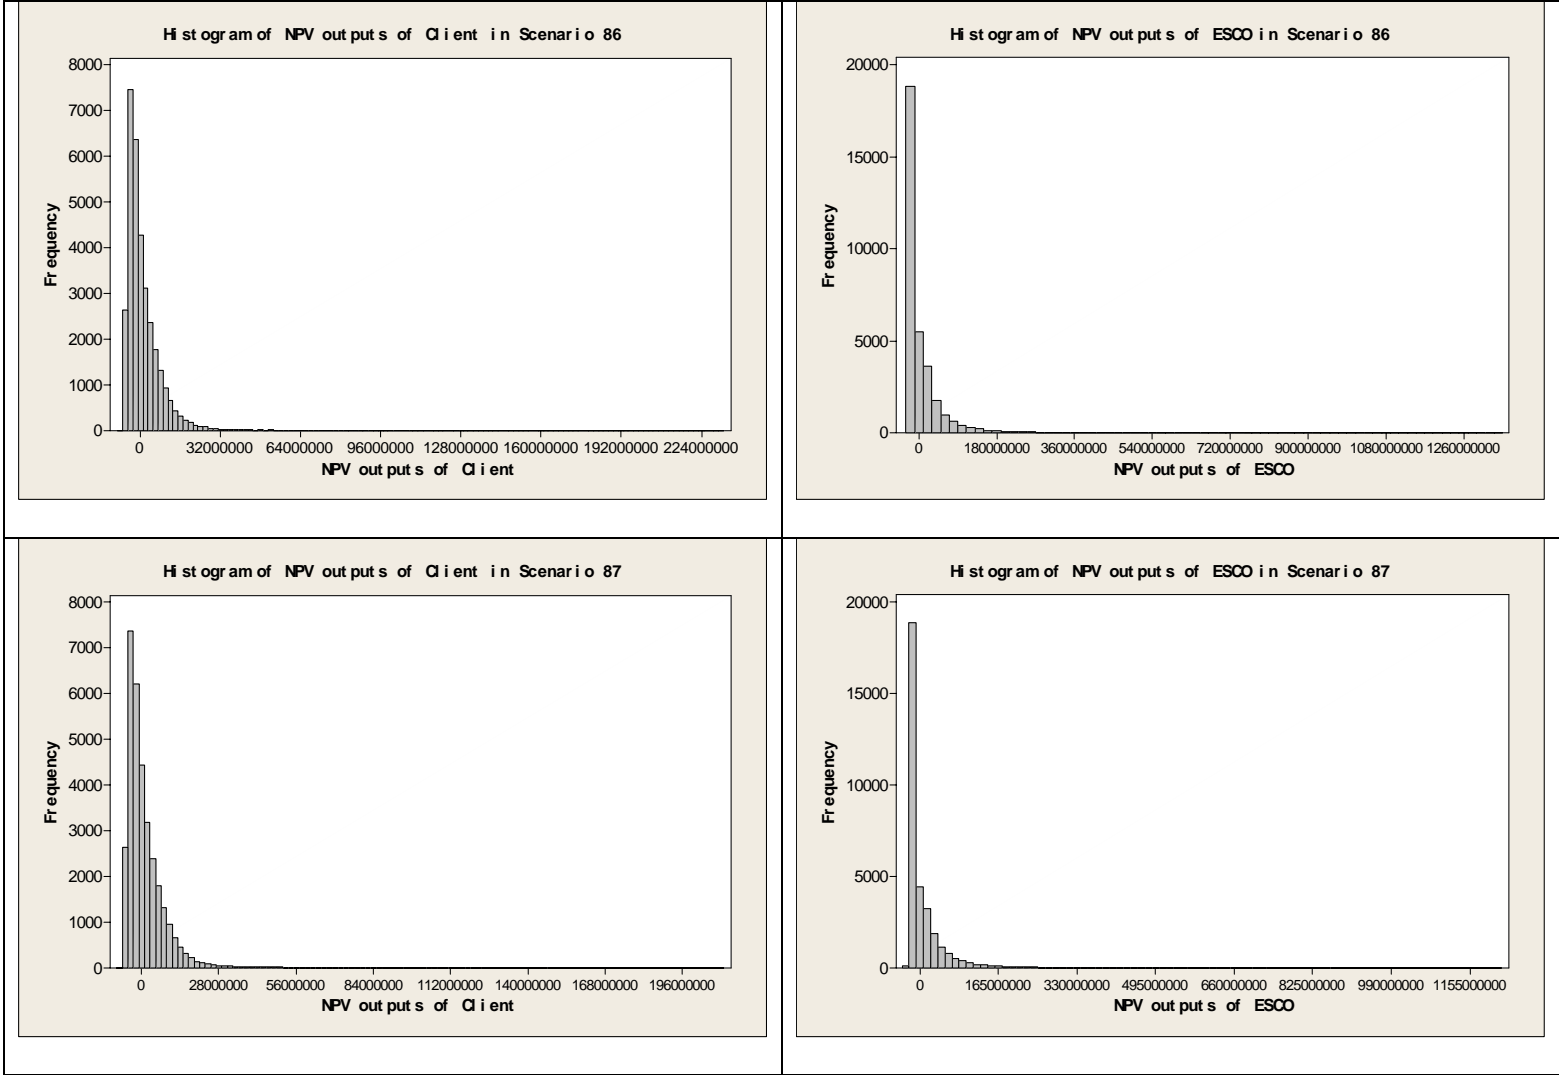 Histogram of NPV outputs of Client in Scenario 86
8000
7000
6000
5000
4000
3000
2000
1000
0
Frequency
0 32000000 64000000 96000000 128000000 160000000 192000000 224000000
NPV outputs of Client
Histogram of NPV outputs of ESCO in Scenario 86
20000
15000
10000
5000
0
Frequency
0 180000000 360000000 540000000 720000000 900000000 1080000000 1260000000
NPV outputs of ESCO
Histogram of NPV outputs of Client in Scenario 87
8000
7000
6000
5000
4000
3000
2000
1000
0
Frequency
0 28000000 56000000 84000000 112000000 140000000 168000000 196000000
NPV outputs of Client
Histogram of NPV outputs of ESCO in Scenario 87
20000
15000
10000
5000
0
Frequency
0 165000000 330000000 495000000 660000000 825000000 990000000 1155000000
NPV outputs of ESCO